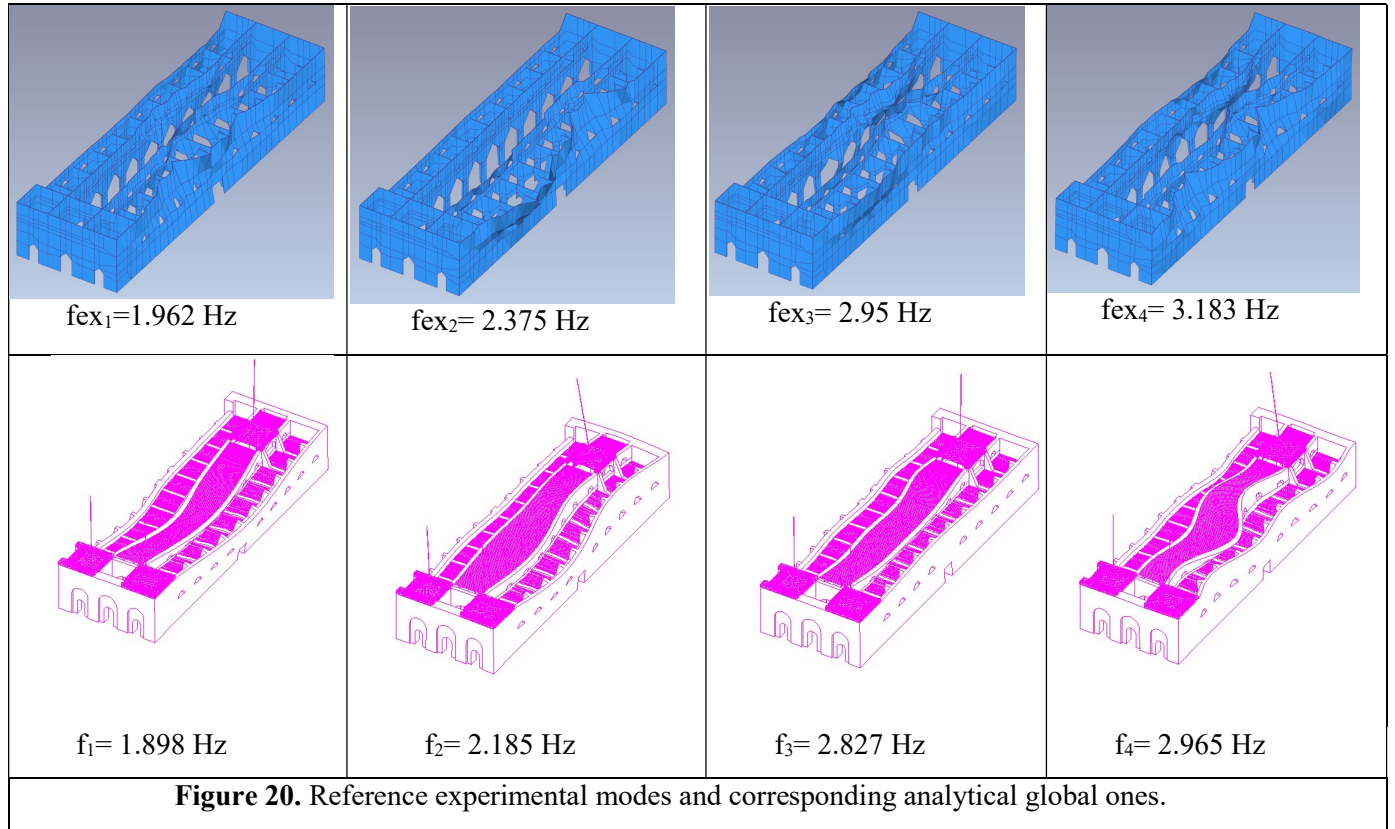 fex₁=1.962 Hz
fex₂= 2.375 Hz
fex₃= 2.95 Hz
fex₄= 3.183 Hz
f₁= 1.898 Hz
f₂= 2.185 Hz
f₃= 2.827 Hz
f₄= 2.965 Hz
Figure 20. Reference experimental modes and corresponding analytical global ones.